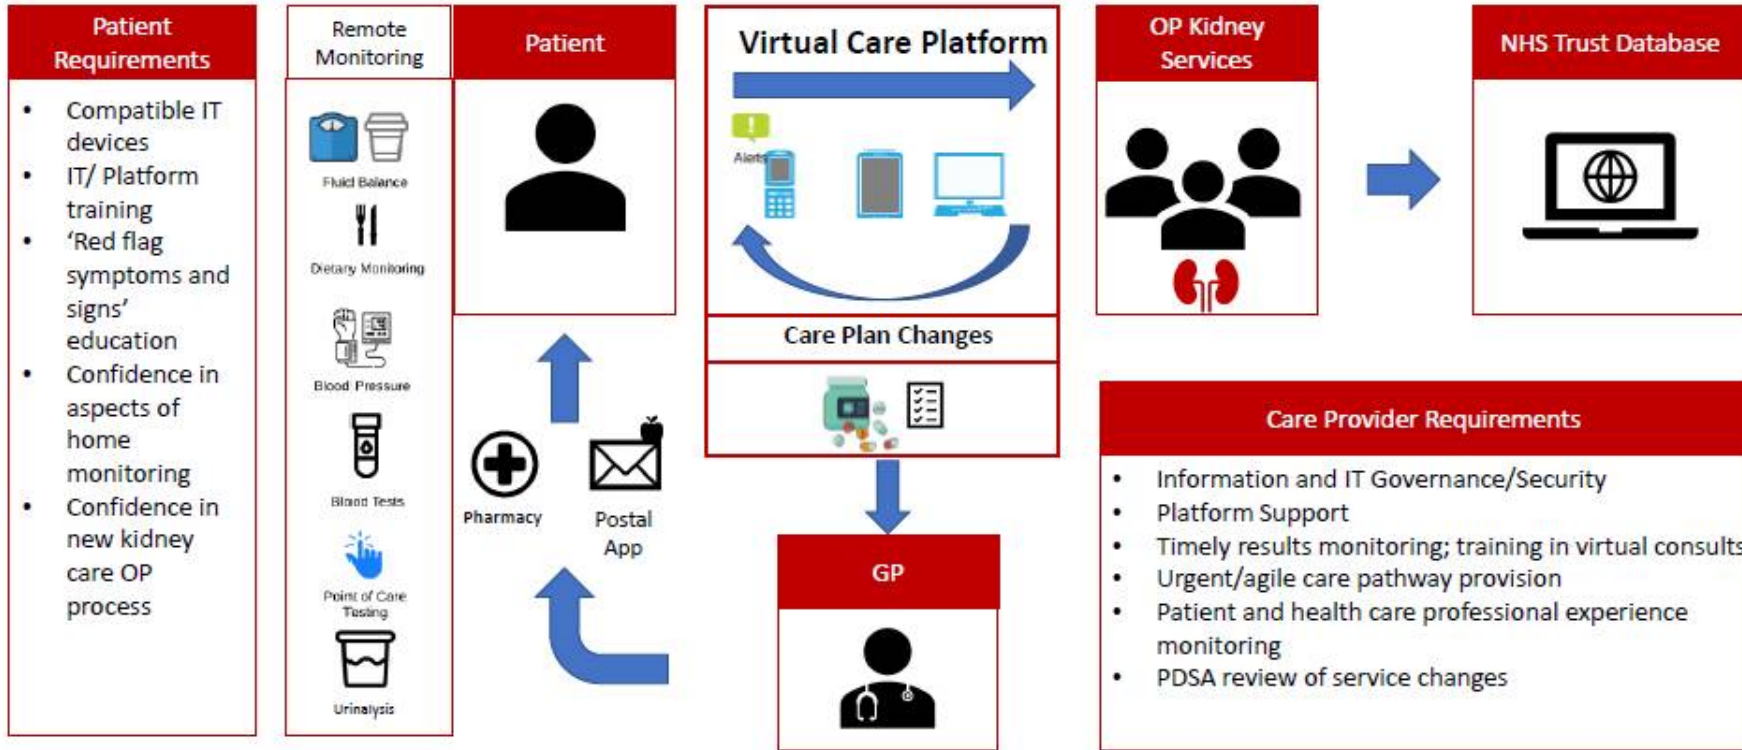 Patient
Requirements
• Compatible IT
devices
• IT/ Platform
training
• ‘Red flag
symptoms and
signs’
education
• Confidence in
aspects of
home
monitoring
• Confidence in
new kidney
care OP
process
Remote
Monitoring
Fluid Balance
Dietary Monitoring
Blood Pressure
Blood Tests
Point of Care
Testing
Urinalysis
Patient
Pharmacy
Postal
App
Virtual Care Platform
Alerts
Care Plan Changes
GP
OP Kidney
Services
NHS Trust Database
Care Provider Requirements
• Information and IT Governance/Security
• Platform Support
• Timely results monitoring; training in virtual consults
• Urgent/agile care pathway provision
• Patient and health care professional experience
monitoring
• PDSA review of service changes